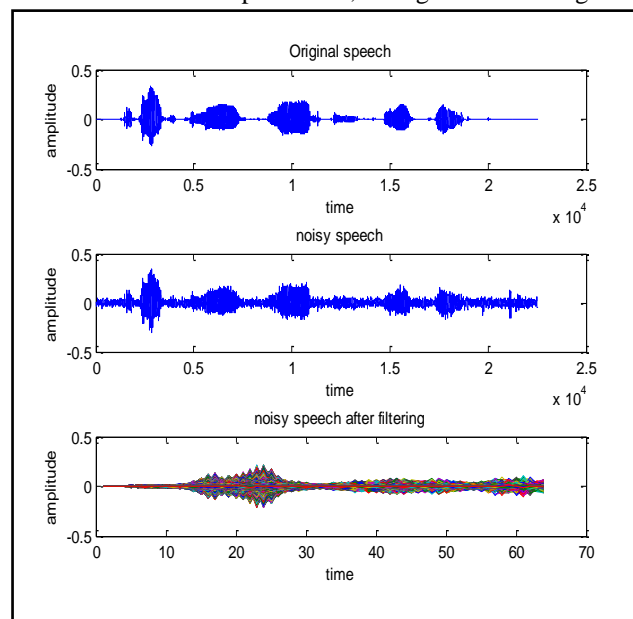 Original speech
0.5
0
-0.5
amplitude
0 0.5 1 1.5 2 2.5
time
x 10^4
noisy speech
0.5
0
-0.5
amplitude
0 0.5 1 1.5 2 2.5
time
x 10^4
noisy speech after filtering
0.5
0
-0.5
amplitude
0 10 20 30 40 50 60 70
time